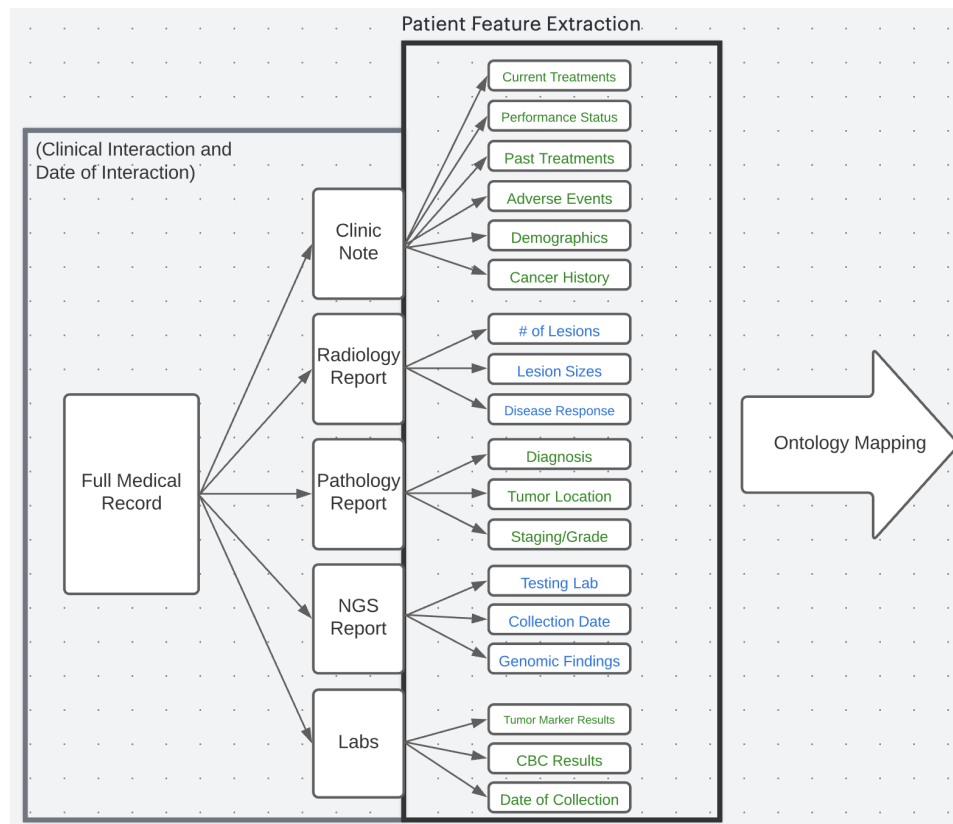 Patient Feature Extraction
(Clinical Interaction and
Date of Interaction)
Full Medical
Record
Clinic
Note
Current Treatments
Performance Status
Past Treatments
Adverse Events
Demographics
Cancer History
Radiology
Report
# of Lesions
Lesion Sizes
Disease Response
Pathology
Report
Diagnosis
Tumor Location
Staging/Grade
NGS
Report
Testing Lab
Collection Date
Genomic Findings
Labs
Tumor Marker Results
CBC Results
Date of Collection
Ontology Mapping